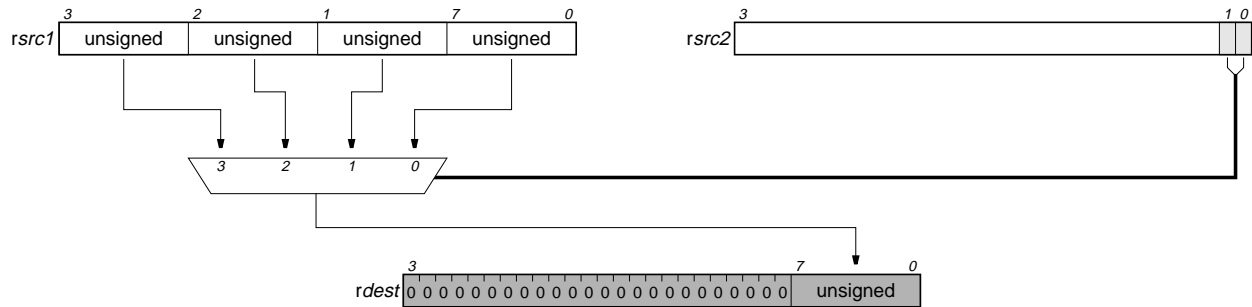 3 2 1 7 0
rsrc1 unsigned unsigned unsigned unsigned
3 1 0
rsrc2
3 2 1 0
3 7 0
rdest 0 0 0 0 0 0 0 0 0 0 0 0 0 0 0 0 0 0 0 0 0 0 0 0 unsigned